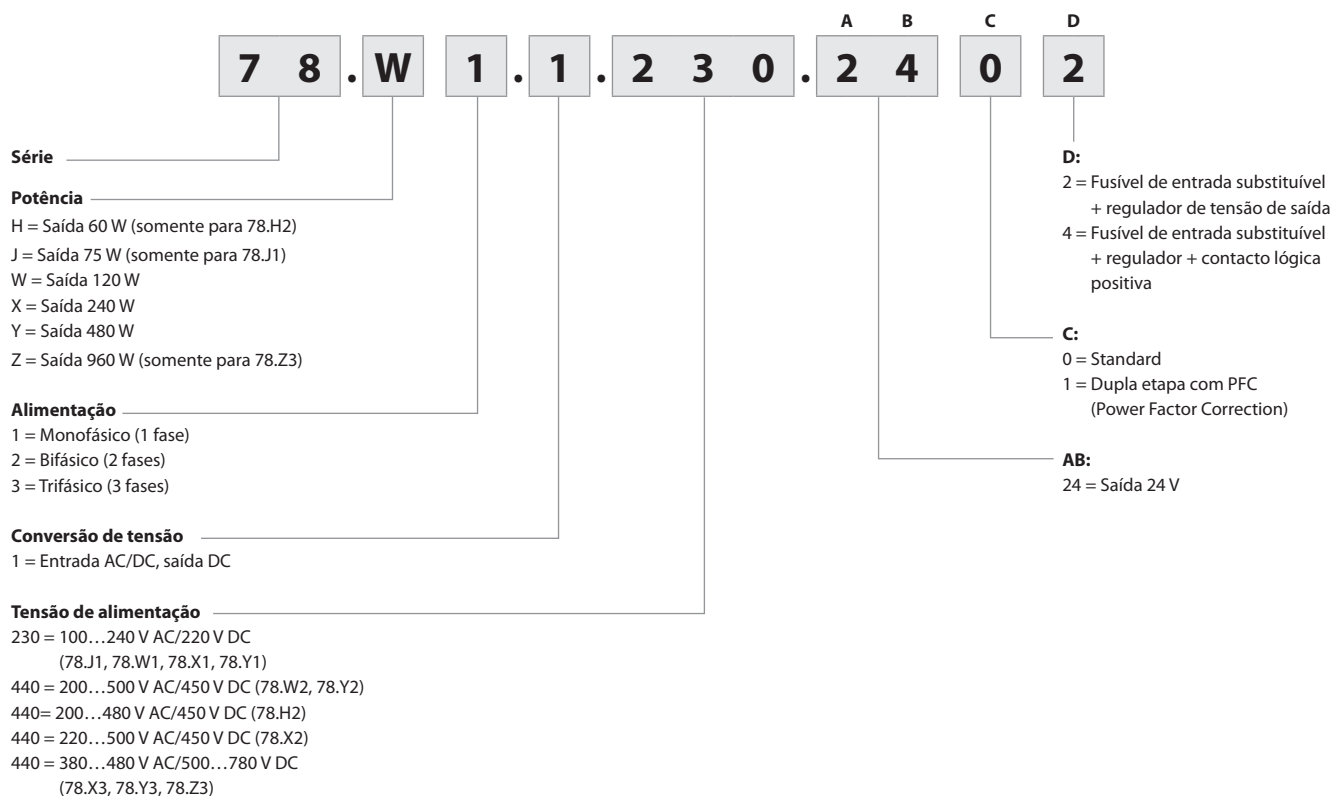 A B C D
7 8 . W 1 . 1 . 2 3 0 . 2 4 0 2
Série
Potência
H = Saída 60 W (somente para 78.H2)
J = Saída 75 W (somente para 78.J1)
W = Saída 120 W
X = Saída 240 W
Y = Saída 480 W
Z = Saída 960 W (somente para 78.Z3)
Alimentação
1 = Monofásico (1 fase)
2 = Bifásico (2 fases)
3 = Trifásico (3 fases)
Conversão de tensão
1 = Entrada AC/DC, saída DC
Tensão de alimentação
230 = 100…240 V AC/220 V DC
(78.J1, 78.W1, 78.X1, 78.Y1)
440 = 200…500 V AC/450 V DC (78.W2, 78.Y2)
440= 200…480 V AC/450 V DC (78.H2)
440 = 220…500 V AC/450 V DC (78.X2)
440 = 380…480 V AC/500…780 V DC
(78.X3, 78.Y3, 78.Z3)
D:
2 = Fusível de entrada substituível
+ regulador de tensão de saída
4 = Fusível de entrada substituível
+ regulador + contacto lógica
positiva
C:
0 = Standard
1 = Dupla etapa com PFC
(Power Factor Correction)
AB:
24 = Saída 24 V